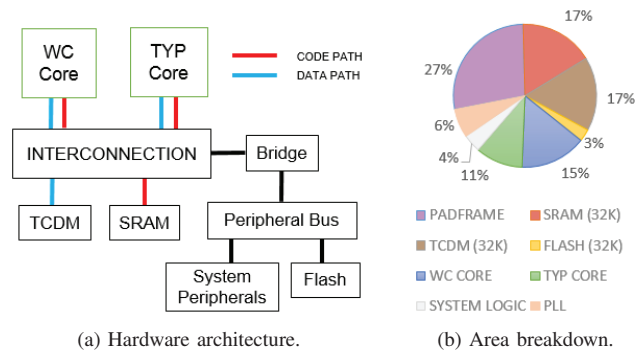 WC
Core
TYP
Core
CODE PATH
DATA PATH
INTERCONNECTION
Bridge
TCDM
SRAM
Peripheral Bus
System
Peripherals
Flash
(a) Hardware architecture.
17%
27%
17%
6%
3%
4%
11%
15%
PADFRAME
SRAM (32K)
TCDM (32K)
FLASH (32K)
WC CORE
TYP CORE
SYSTEM LOGIC
PLL
(b) Area breakdown.